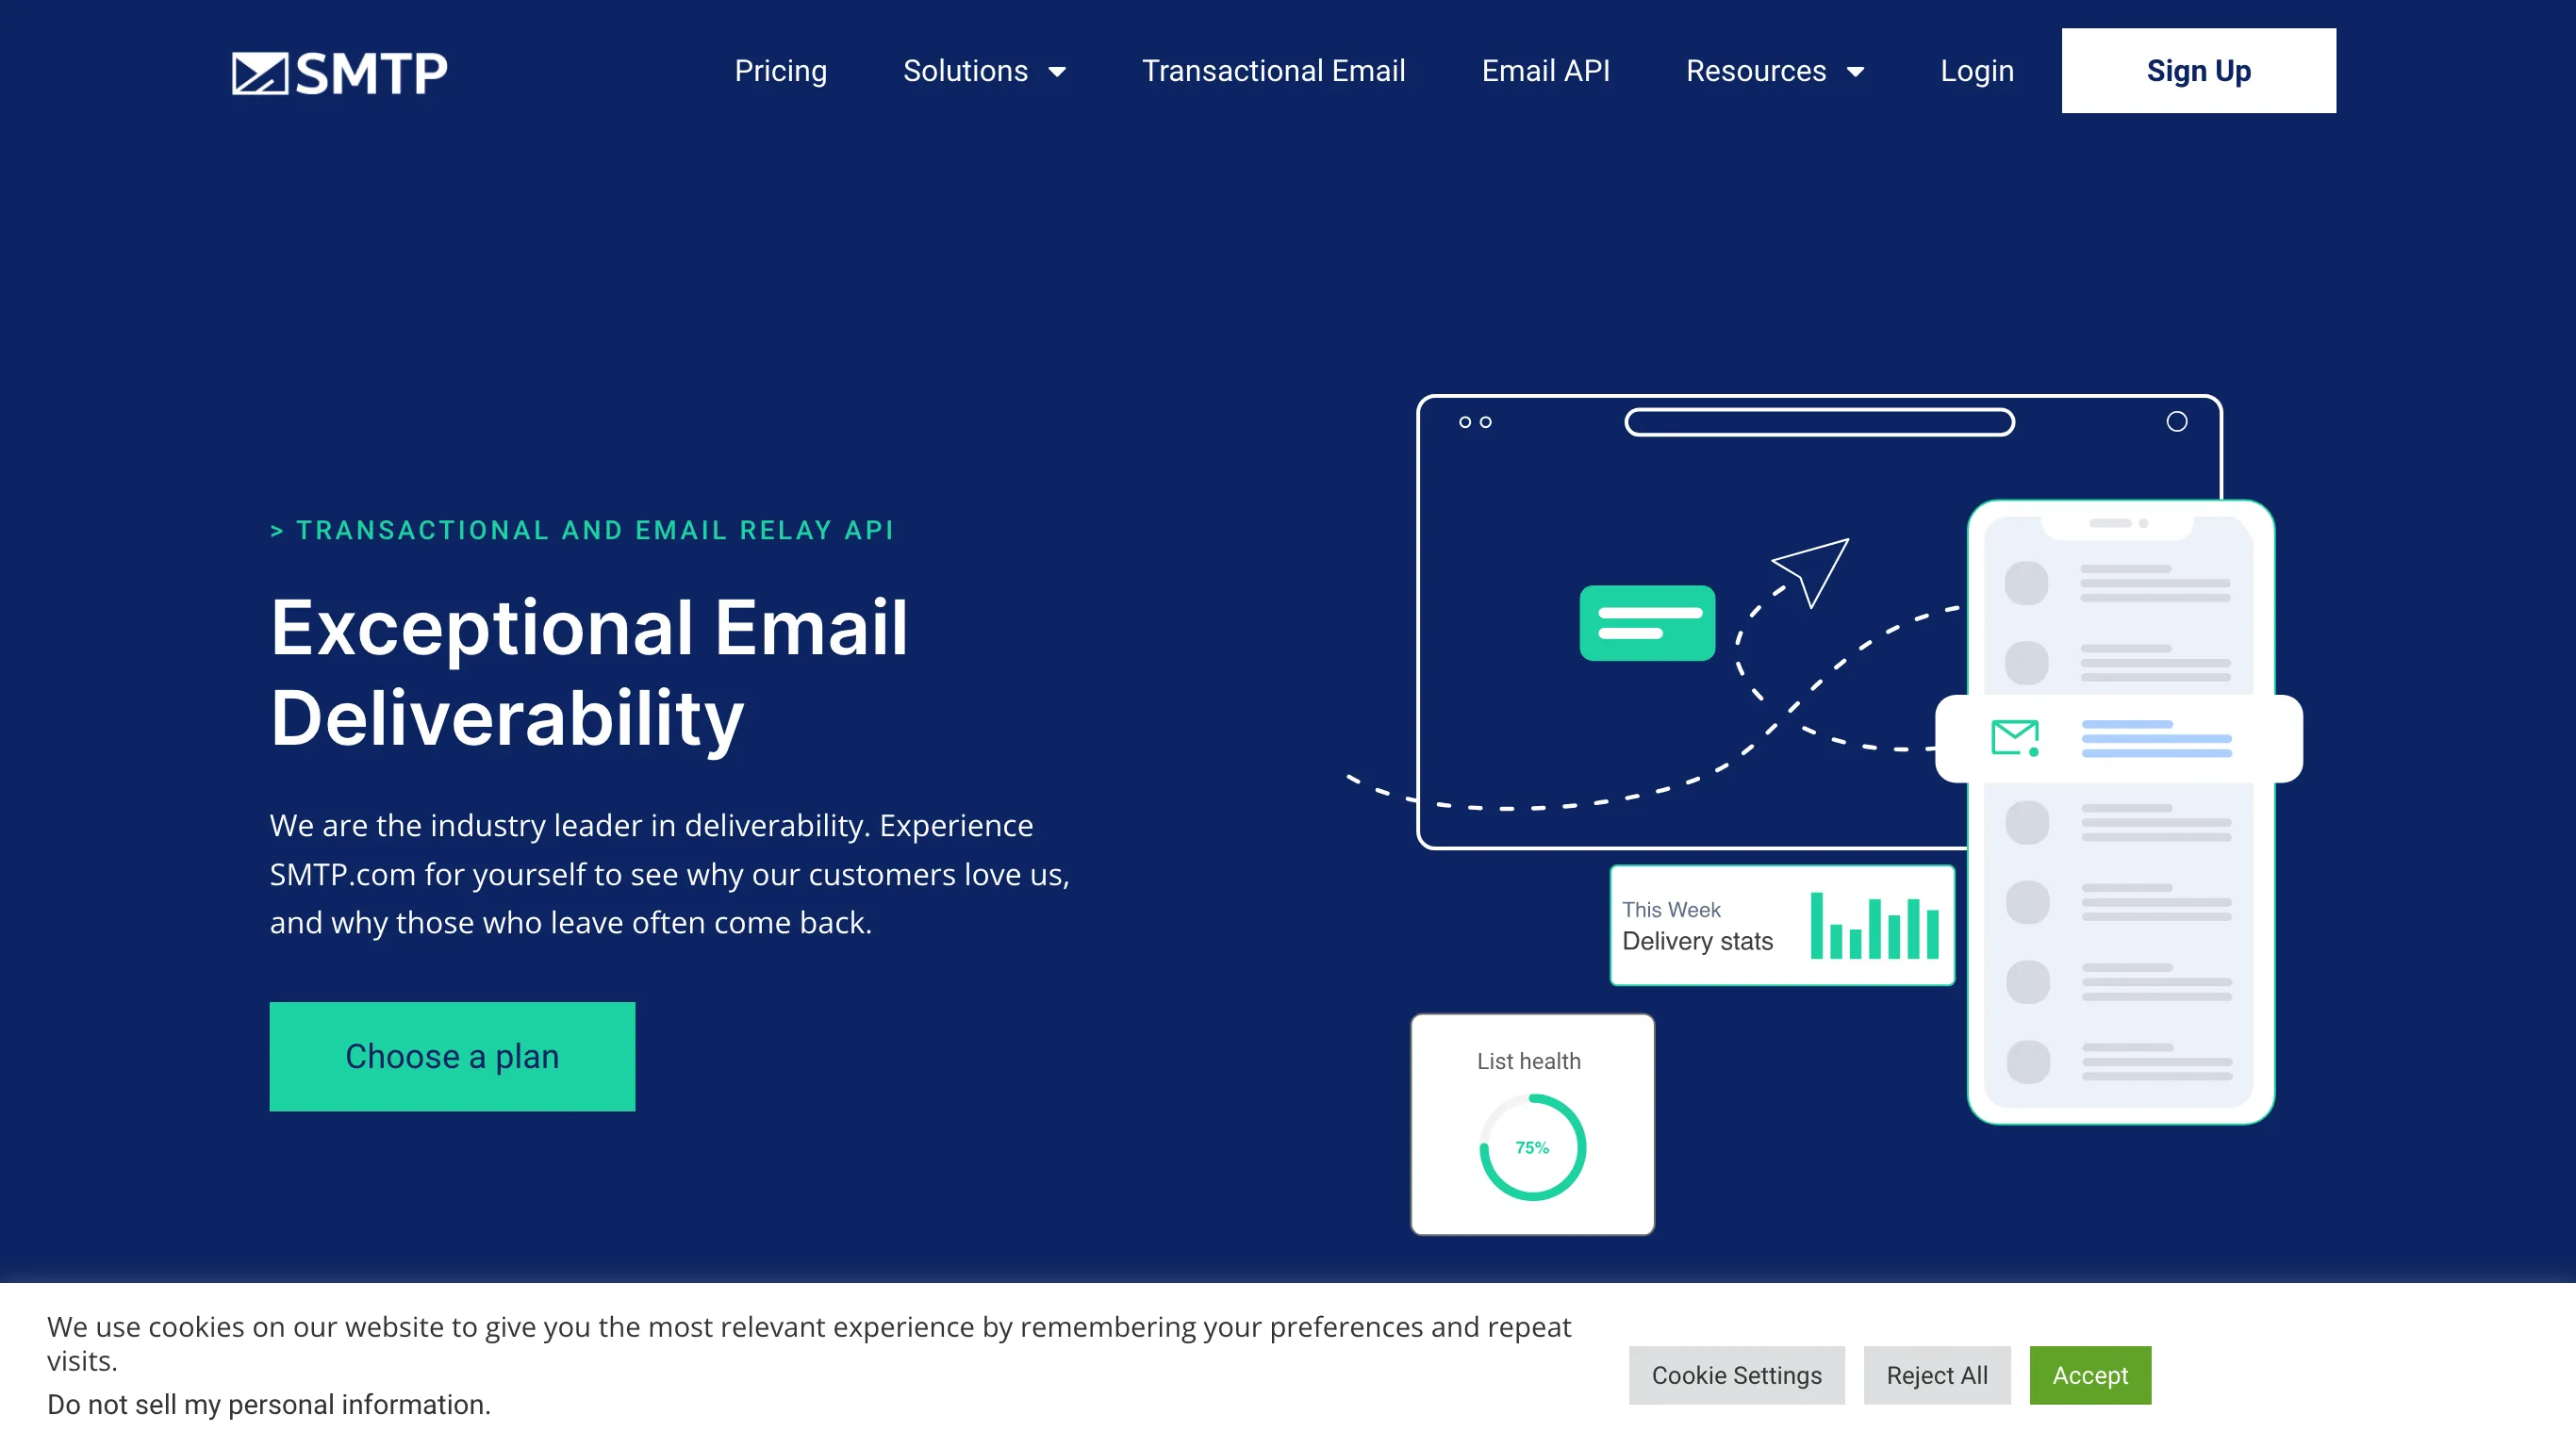 SMTP
Pricing
Solutions
Transactional Email
Email API
Resources
Login
Sign Up
> TRANSACTIONAL AND EMAIL RELAY API
Exceptional Email
Deliverability
We are the industry leader in deliverability. Experience
SMTP.com for yourself to see why our customers love us,
and why those who leave often come back.
Choose a plan
This Week
Delivery stats
List health
75%
We use cookies on our website to give you the most relevant experience by remembering your preferences and repeat
visits.
Do not sell my personal information.
Cookie Settings
Reject All
Accept